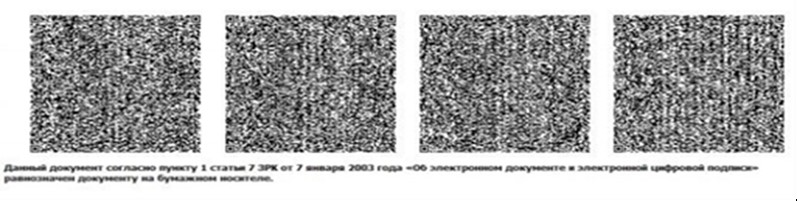 Данный документ согласно пункту 1 статьи 7 ЗРК от 7 января 2003 года «Об электронном документе и электронной цифровой подписи»
равнозначен документу на бумажном носителе.